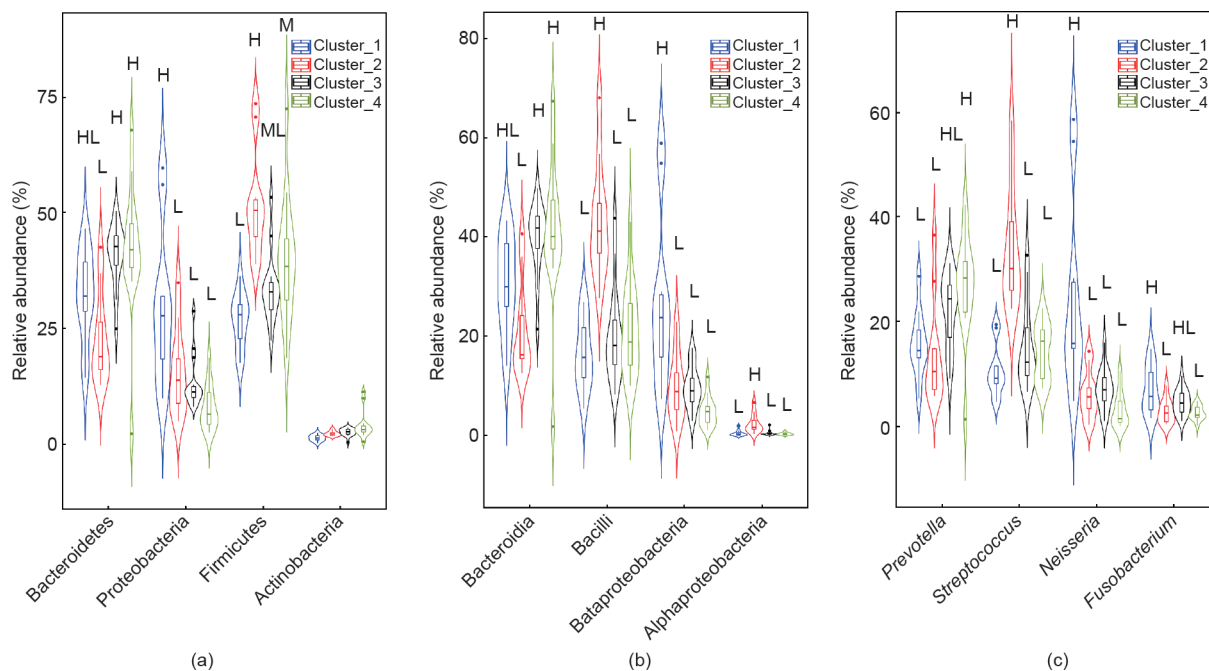 M
H
H
H
H
H
Cluster_1
Cluster_2
Cluster_3
Cluster_4
80
Cluster_1
Cluster_2
Cluster_3
Cluster_4
H
Cluster_1
Cluster_2
Cluster_3
Cluster_4
H
H
75
HL
H
L
ML
L
50
L
L
25
L
L
0
Relative abundance (%)
Bacteroidetes
Proteobacteria
Firmicutes
Actinobacteria
(a)
HL
H
L
L
L
L
60
40
20
0
L
L
L
H
L
L
L
Relative abundance (%)
Bacteroidia
Bacilli
Bataproteobacteria
Alphaproteobacteria
(b)
60
40
20
0
H
HL
L
L
L
L
L
L
L
L
H
HL
L
L
Relative abundance (%)
Prevotella
Streptococcus
Neisseria
Fusobacterium
(c)